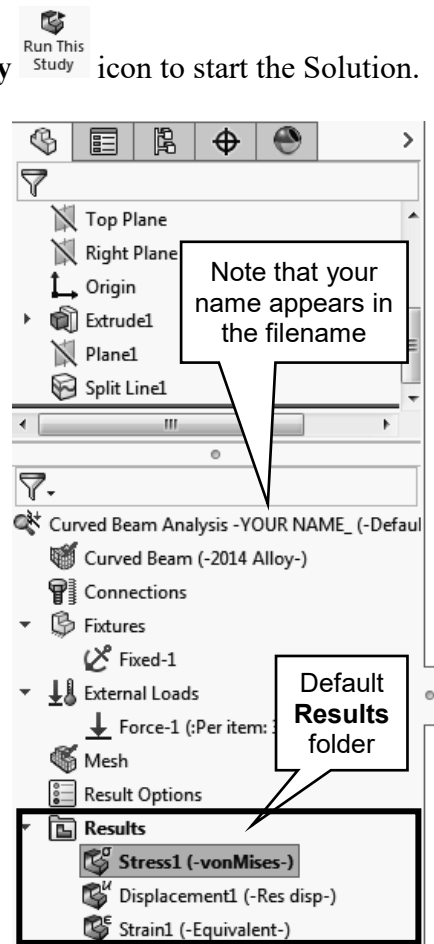 Run This
Study
y icon to start the Solution.
Top Plane
Right Plane
Origin
Extrude1
Plane1
Split Line1
Note that your
name appears in
the filename
Curved Beam Analysis -YOUR NAME_ (-Defaul
Curved Beam (-2014 Alloy-)
Connections
Fixtures
Fixed-1
External Loads
Force-1 (:Per item:
Mesh
Result Options
Default
Results
folder
Results
Stress1 (-vonMises-)
Displacement1 (-Res disp-)
Strain1 (-Equivalent-)